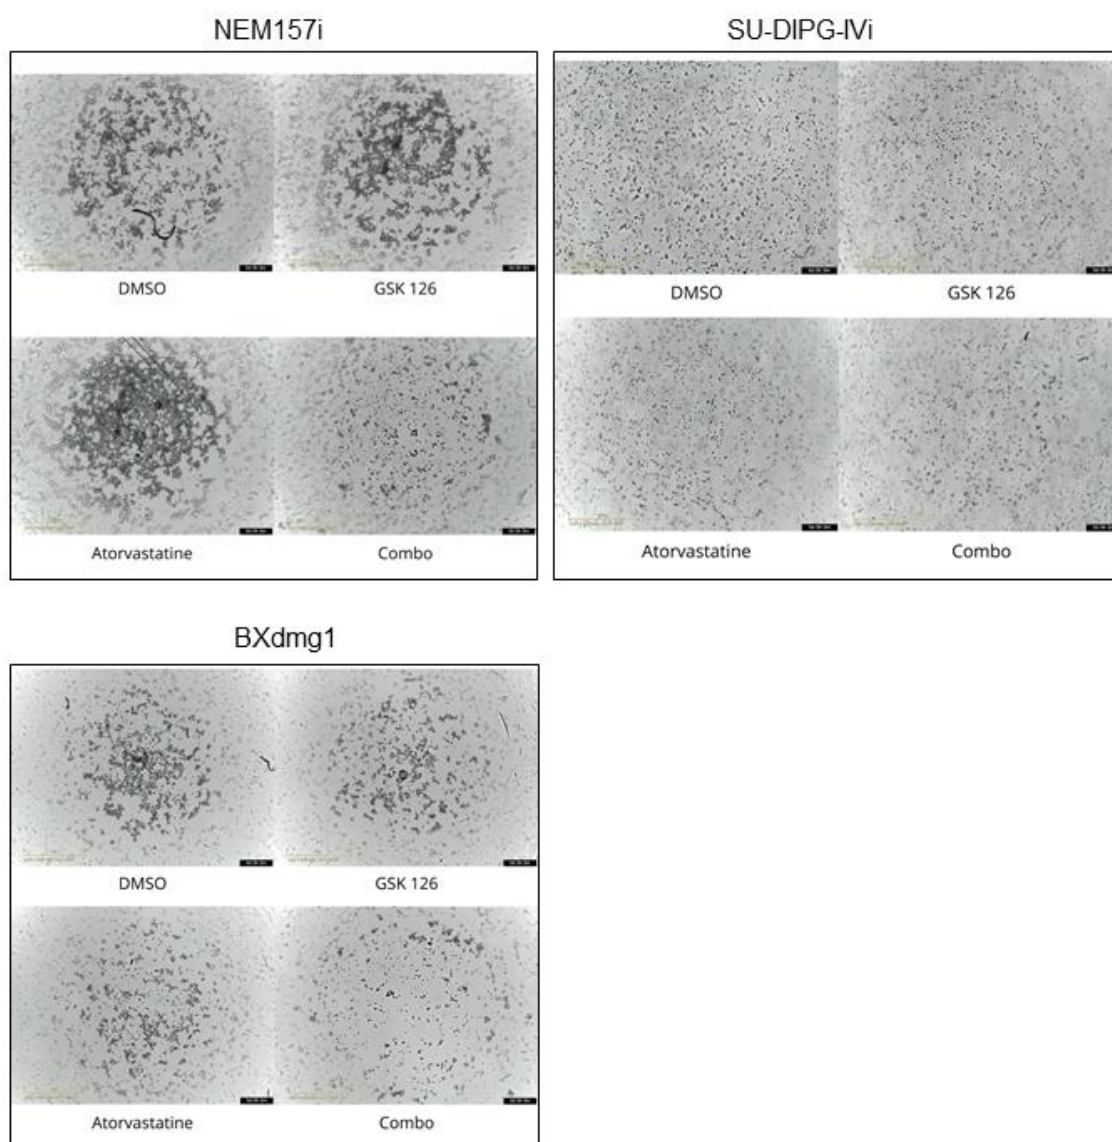 NEM157i
SU-DIPG-IVi
DMSO
GSK 126
DMSO
GSK 126
Atorvastatine
Combo
Atorvastatine
Combo
BXdmg1
DMSO
GSK 126
Atorvastatine
Combo